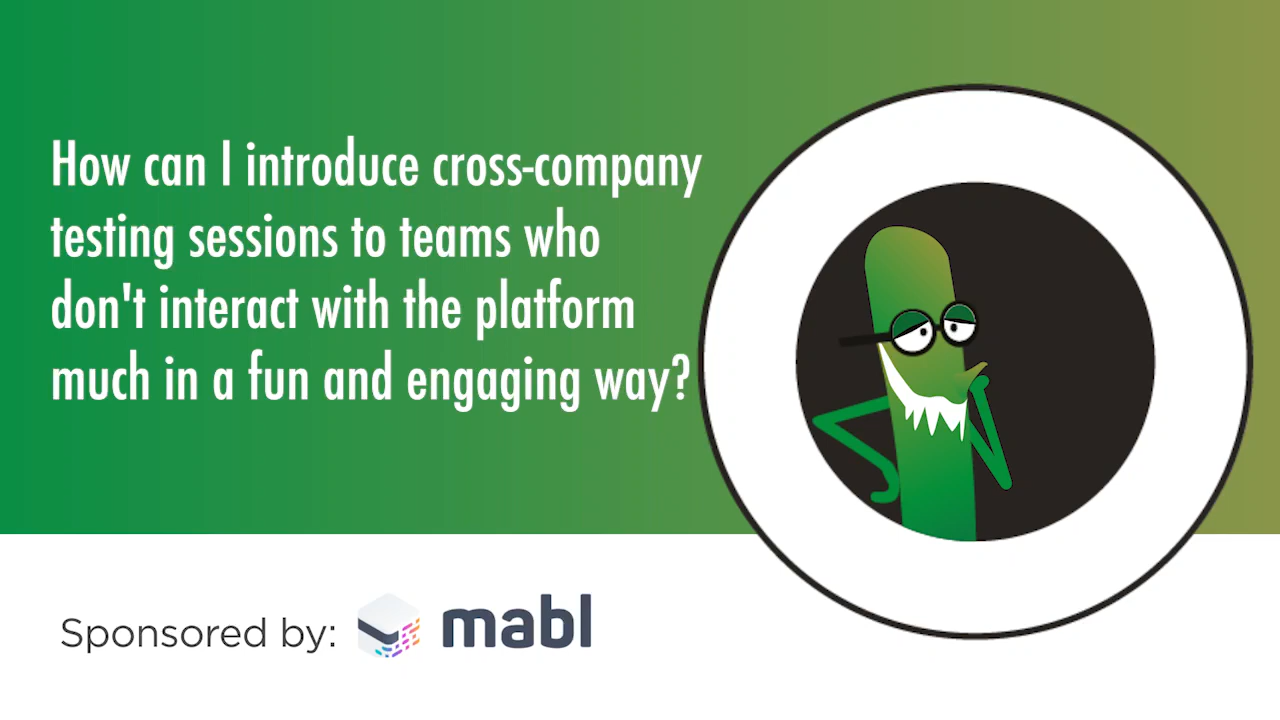 How can I introduce cross-company
testing sessions to teams who
don't interact with the platform
much in a fun and engaging way?
Sponsored by: mabl